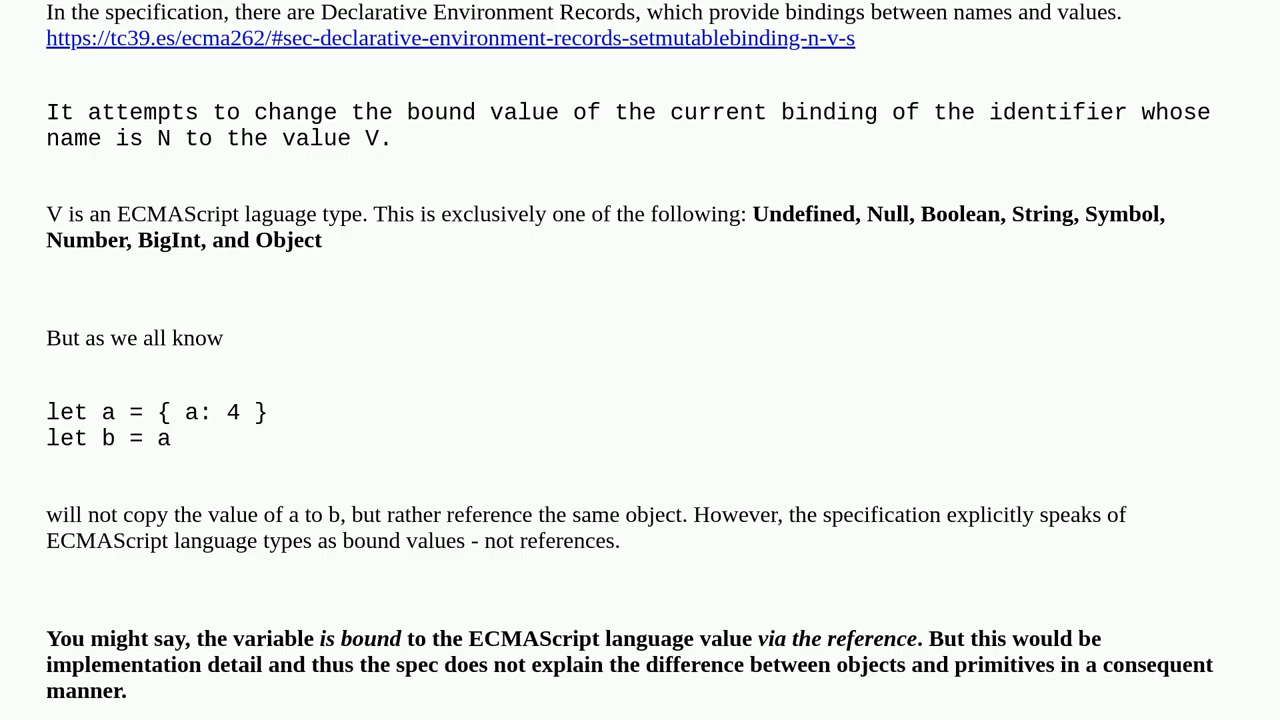 In the specification, there are Declarative Environment Records, which provide bindings between names and values.
https://tc39.es/ecma262/#sec-declarative-environment-records-setmutablebinding-n-v-s
It attempts to change the bound value of the current binding of the identifier whose
name is N to the value V.
V is an ECMAScript laguage type. This is exclusively one of the following: Undefined, Null, Boolean, String, Symbol,
Number, BigInt, and Object
But as we all know
let a = { a: 4 }
let b = a
will not copy the value of a to b, but rather reference the same object. However, the specification explicitly speaks of
ECMAScript language types as bound values - not references.
You might say, the variable is bound to the ECMAScript language value via the reference. But this would be
implementation detail and thus the spec does not explain the difference between objects and primitives in a consequent
manner.